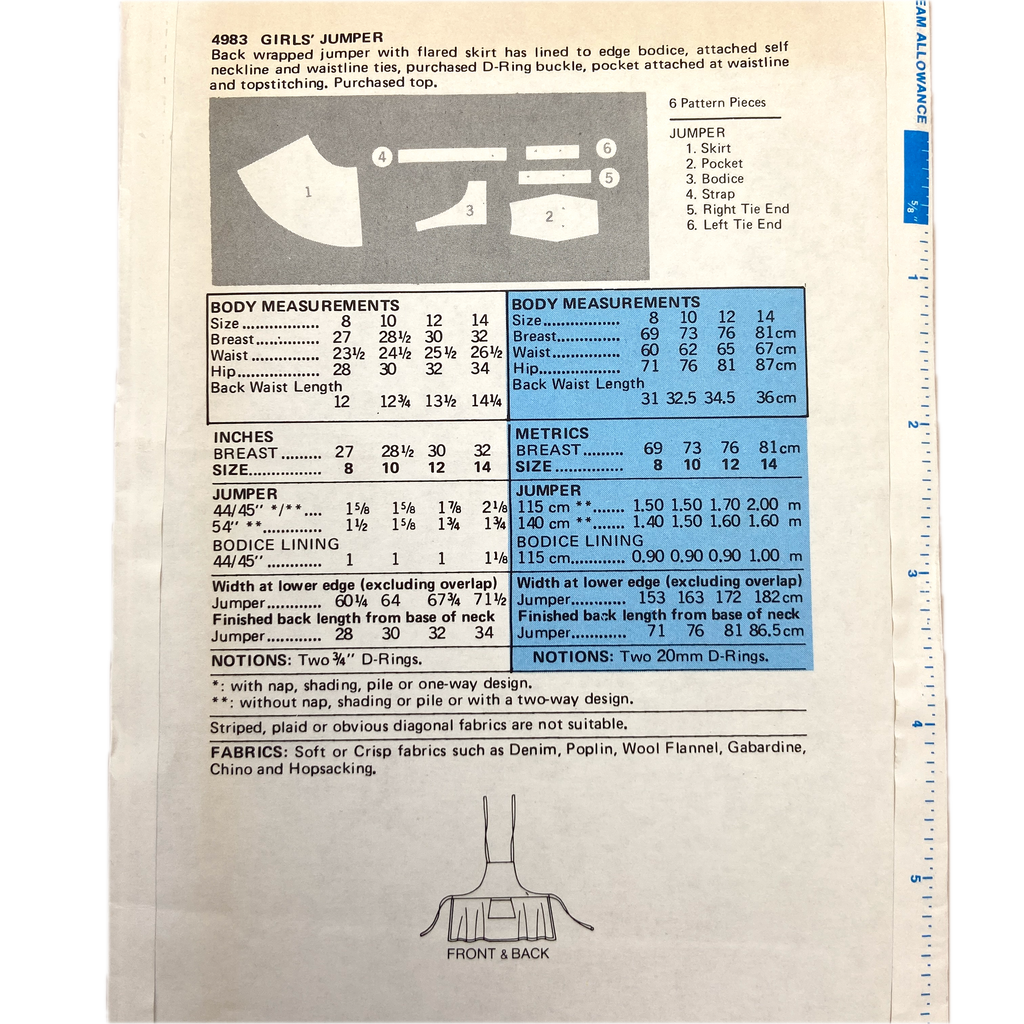 4983 GIRLS' JUMPER
Back wrapped jumper with flared skirt has lined to edge bodice, attached self
neckline and waistline ties, purchased D-Ring buckle, pocket attached at waistline
and topstitching. Purchased top.
6 Pattern Pieces
JUMPER
1. Skirt
2. Pocket
3. Bodice
4. Strap
5. Right Tie End
6. Left Tie End
1
4
3
6
5
2
BODY MEASUREMENTS
Size.................. 8 10 12 14
Breast............. 27 28½ 30 32
Waist............... 23½ 24½ 25½ 26½
Hip.................. 28 30 32 34
Back Waist Length
12 12¾ 13½ 14¼
BODY MEASUREMENTS
Size.................. 8 10 12 14
Breast............... 69 73 76 81cm
Waist................ 60 62 65 67cm
Hip................... 71 76 81 87cm
Back Waist Length
31 32.5 34.5 36cm
INCHES
BREAST ......... 27 28½ 30 32
SIZE................ 8 10 12 14
METRICS
BREAST ......... 69 73 76 81cm
SIZE ................ 8 10 12 14
JUMPER
44/45" */**.... 1⅝ 1⅝ 1⅞ 2⅛
54" **............. 1½ 1⅝ 1¾ 1¾
BODICE LINING
44/45" ............ 1 1 1 1⅛
JUMPER
115 cm **....... 1.50 1.50 1.70 2.00 m
140 cm **....... 1.40 1.50 1.60 1.60 m
BODICE LINING
115 cm............ 0.90 0.90 0.90 1.00 m
Width at lower edge (excluding overlap)
Jumper............ 60¼ 64 67¾ 71½
Finished back length from base of neck
Jumper............ 28 30 32 34
Width at lower edge (excluding overlap)
Jumper............ 153 163 172 182cm
Finished back length from base of neck
Jumper............ 71 76 81 86.5cm
NOTIONS: Two ¾" D-Rings.
NOTIONS: Two 20mm D-Rings.
*: with nap, shading, pile or one-way design.
**: without nap, shading or pile or with a two-way design.
Striped, plaid or obvious diagonal fabrics are not suitable.
FABRICS: Soft or Crisp fabrics such as Denim, Poplin, Wool Flannel, Gabardine,
Chino and Hopsacking.
FRONT & BACK
EAM ALLOWANCE
5/8"
1
2
3
4
5